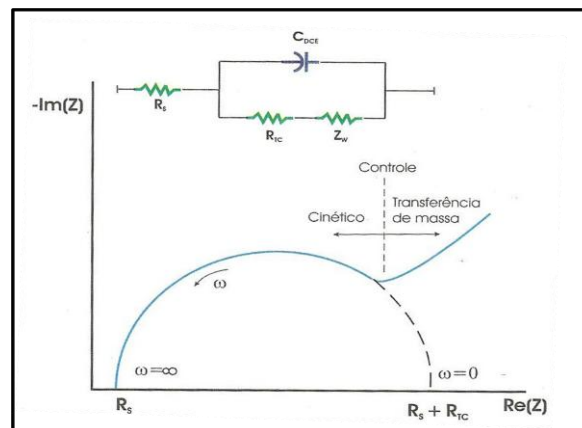 C_DCE
R_S
R_TC
Z_W
-Im(Z)
Controle
Cinético
Transferência
de massa
ω
ω=∞
ω=0
R_S
R_S + R_TC
Re(Z)